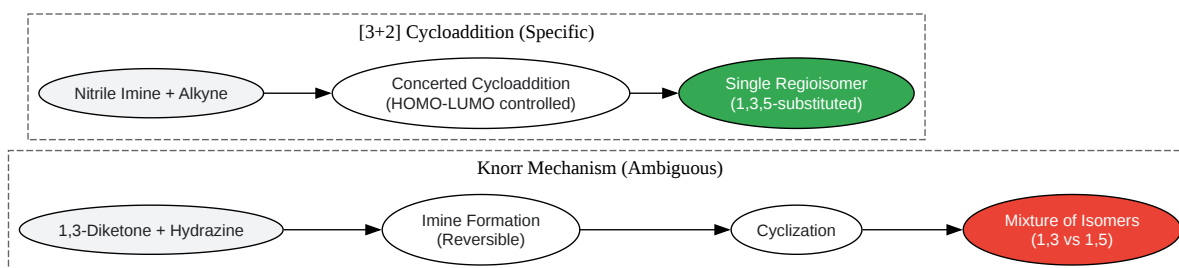 [3+2] Cycloaddition (Specific)
Nitrile Imine + Alkyne
Concerted Cycloaddition
(HOMO-LUMO controlled)
Single Regioisomer
(1,3,5-substituted)
Knorr Mechanism (Ambiguous)
1,3-Diketone + Hydrazine
Imine Formation
(Reversible)
Cyclization
Mixture of Isomers
(1,3 vs 1,5)